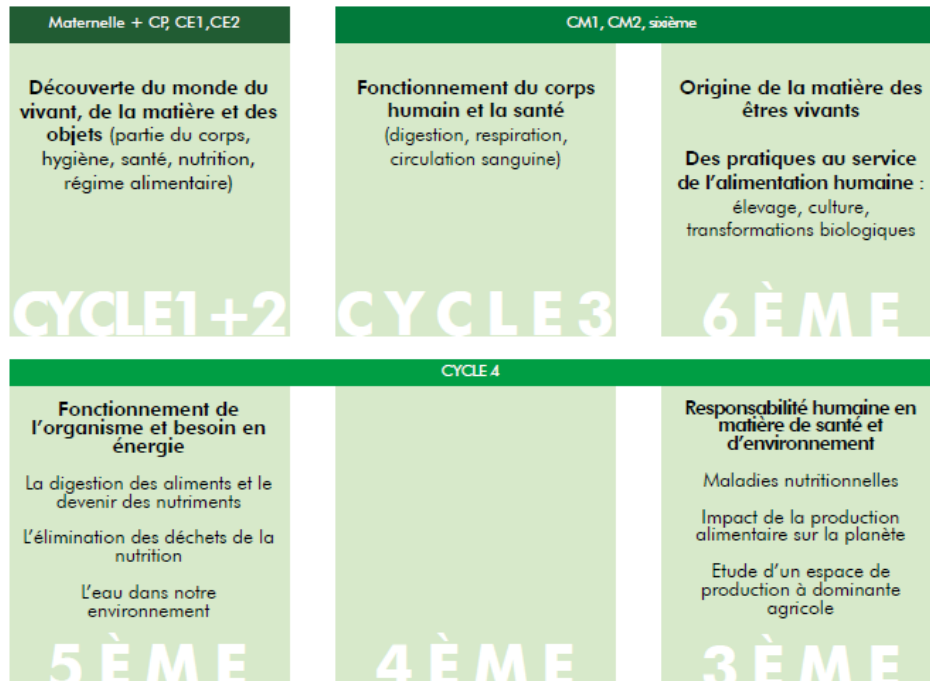 Maternelle + CP, CE1,CE2
CM1, CM2, sixième
Découverte du monde du
vivant, de la matière et des
objets (partie du corps,
hygiène, santé, nutrition,
régime alimentaire)
CYCLE1+2
Fonctionnement du corps
humain et la santé
(digestion, respiration,
circulation sanguine)
CYCLE3
Origine de la matière des
êtres vivants
Des pratiques au service
de l'alimentation humaine :
élevage, culture,
transformations biologiques
6ÈME
CYCLE 4
Fonctionnement de
l'organisme et besoin en
énergie
La digestion des aliments et le
devenir des nutriments
L'élimination des déchets de la
nutrition
L'eau dans notre
environnement
5ÈME
4ÈME
Responsabilité humaine en
matière de santé et
d'environnement
Maladies nutritionnelles
Impact de la production
alimentaire sur la planète
Etude d'un espace de
production à dominante
agricole
3ÈME